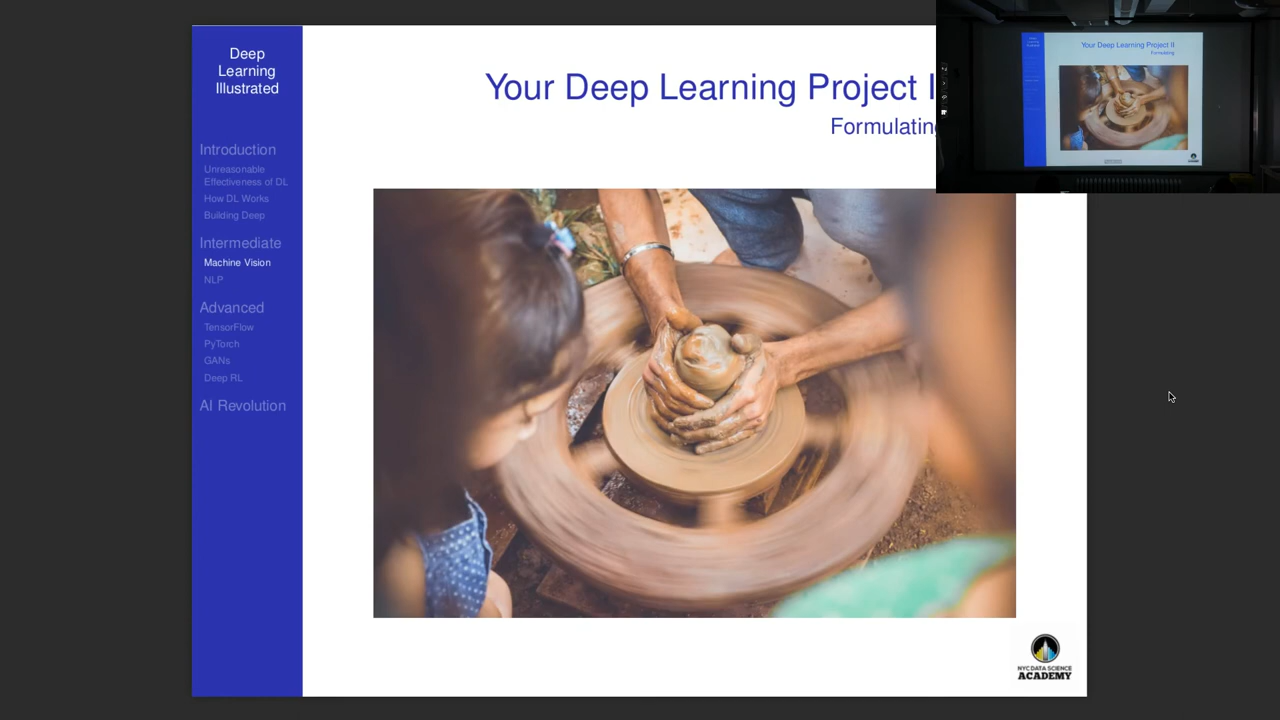 Deep
Learning
Illustrated
Introduction
Unreasonable
Effectiveness of DL
How DL Works
Building Deep
Intermediate
Machine Vision
NLP
Advanced
TensorFlow
PyTorch
GANs
Deep RL
AI Revolution
Your Deep Learning Project I
Formulating
NYC DATA SCIENCE
ACADEMY
Your Deep Learning Project II
Formulating